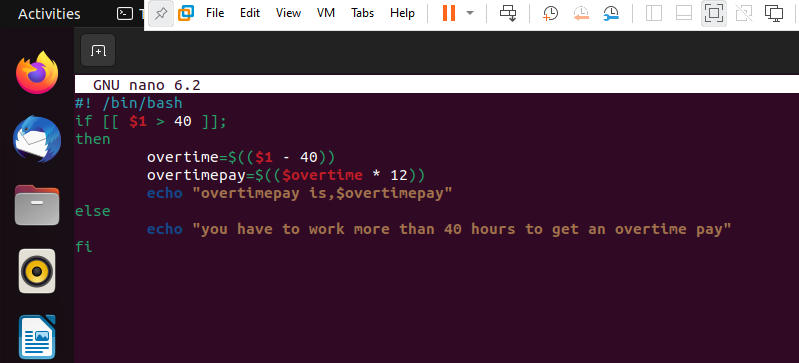 Activities
File Edit View VM Tabs Help
GNU nano 6.2
#! /bin/bash
if [[ $1 > 40 ]];
then
        overtime=$(($1 - 40))
        overtimepay=$(($overtime * 12))
        echo "overtimepay is,$overtimepay"
else
        echo "you have to work more than 40 hours to get an overtime pay"
fi